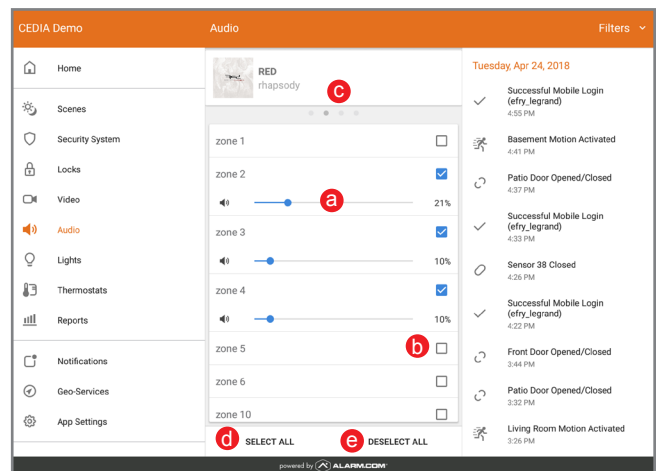 CEDIA Demo
Audio
Filters
Home
Scenes
Security System
Locks
Video
Audio
Lights
Thermostats
Reports
Notifications
Geo-Services
App Settings
RED
rhapsody
c
zone 1
zone 2
a
21%
zone 3
10%
zone 4
10%
zone 5
b
zone 6
zone 10
d
SELECT ALL
e
DESELECT ALL
Tuesday, Apr 24, 2018
Successful Mobile Login
(efry_legrand)
4:55 PM
Basement Motion Activated
4:41 PM
Patio Door Opened/Closed
4:37 PM
Successful Mobile Login
(efry_legrand)
4:33 PM
Sensor 38 Closed
4:26 PM
Successful Mobile Login
(efry_legrand)
4:22 PM
Front Door Opened/Closed
3:44 PM
Patio Door Opened/Closed
3:32 PM
Living Room Motion Activated
3:26 PM
powered by ALARM.COM